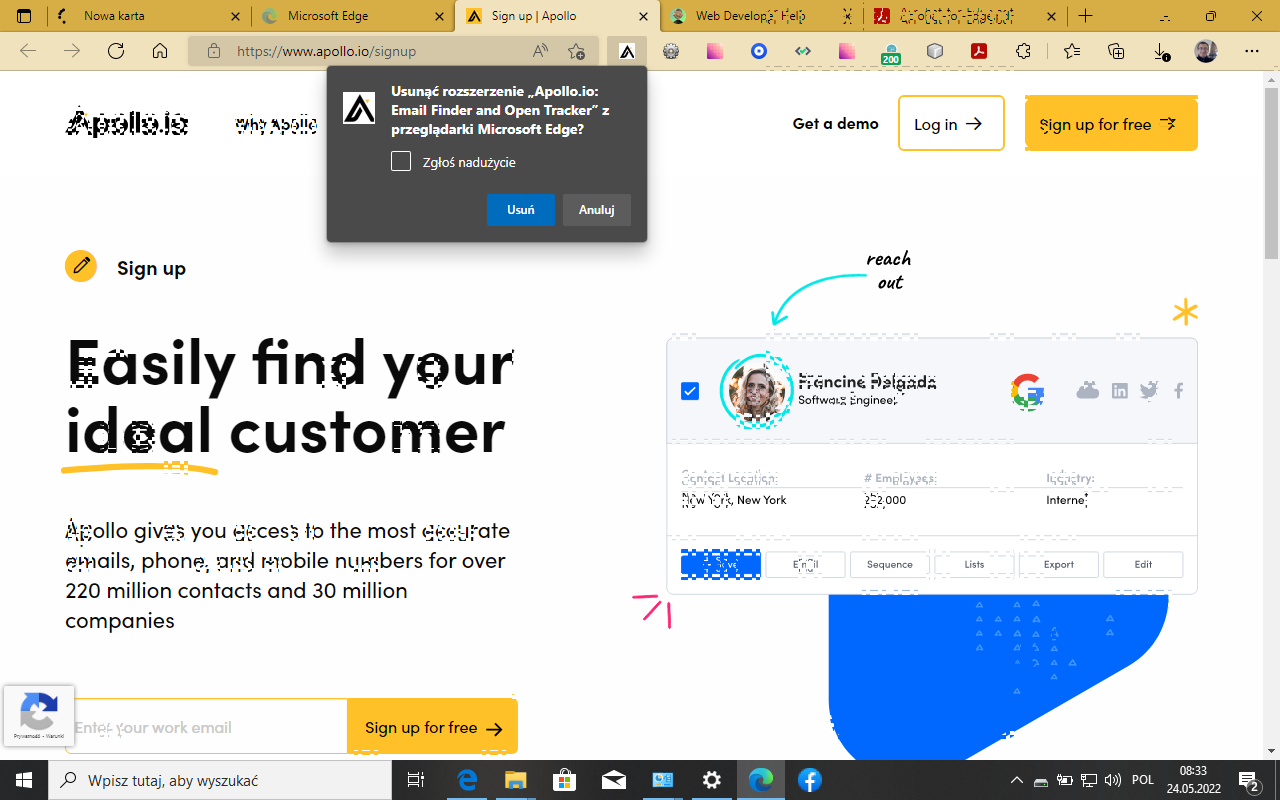 Nowa karta
Microsoft Edge
Sign up | Apollo
Web Developer Help
Acrobat for Edge.pdf
https://www.apollo.io/signup
200
Usunąć rozszerzenie „Apollo.io:
Email Finder and Open Tracker” z
przeglądarki Microsoft Edge?
Zgłoś nadużycie
Usuń
Anuluj
Apollo.io
Why Apollo
Get a demo
Log in
Sign up for free
Sign up
Easily find your
ideal customer
Apollo gives you access to the most accurate
emails, phone, and mobile numbers for over
220 million contacts and 30 million
companies
Enter your work email
Sign up for free
Prywatność - Warunki
reach
out
Francine Delgado
Software Engineer
Contact Location:
# Employees:
Industry:
New York, New York
Internet
Save
Email
Sequence
Lists
Export
Edit
Wpisz tutaj, aby wyszukać
POL
08:33
24.05.2022
2